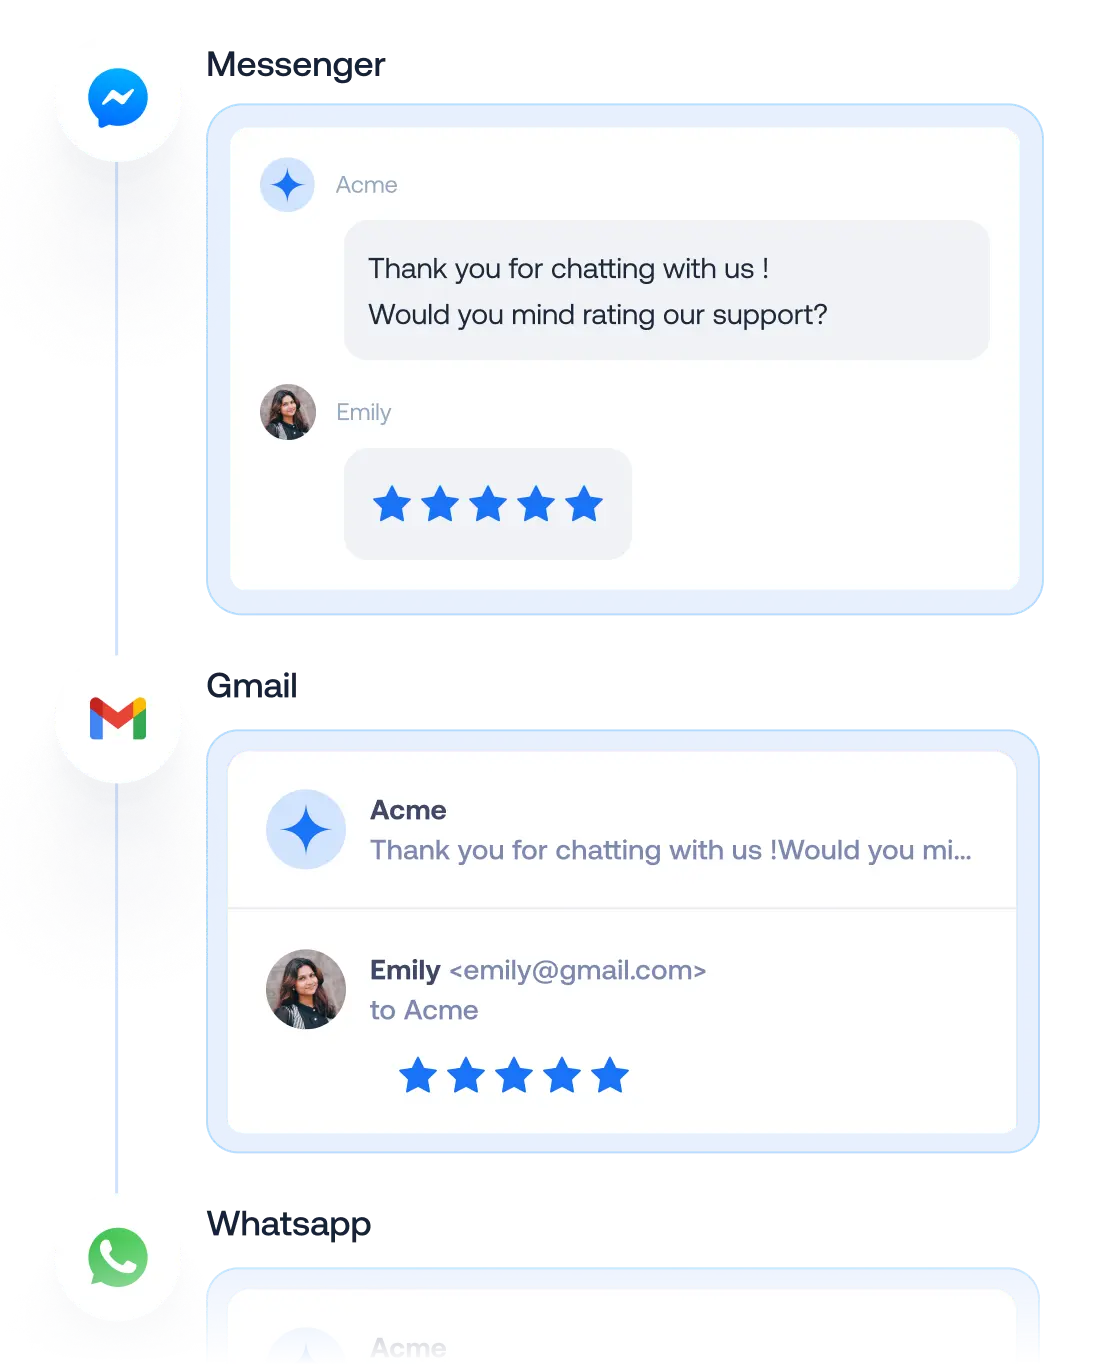 Messenger
Acme
Thank you for chatting with us !
Would you mind rating our support?
Emily
Gmail
Acme
Thank you for chatting with us !Would you mi...
Emily <emily@gmail.com>
to Acme
Whatsapp
Acme